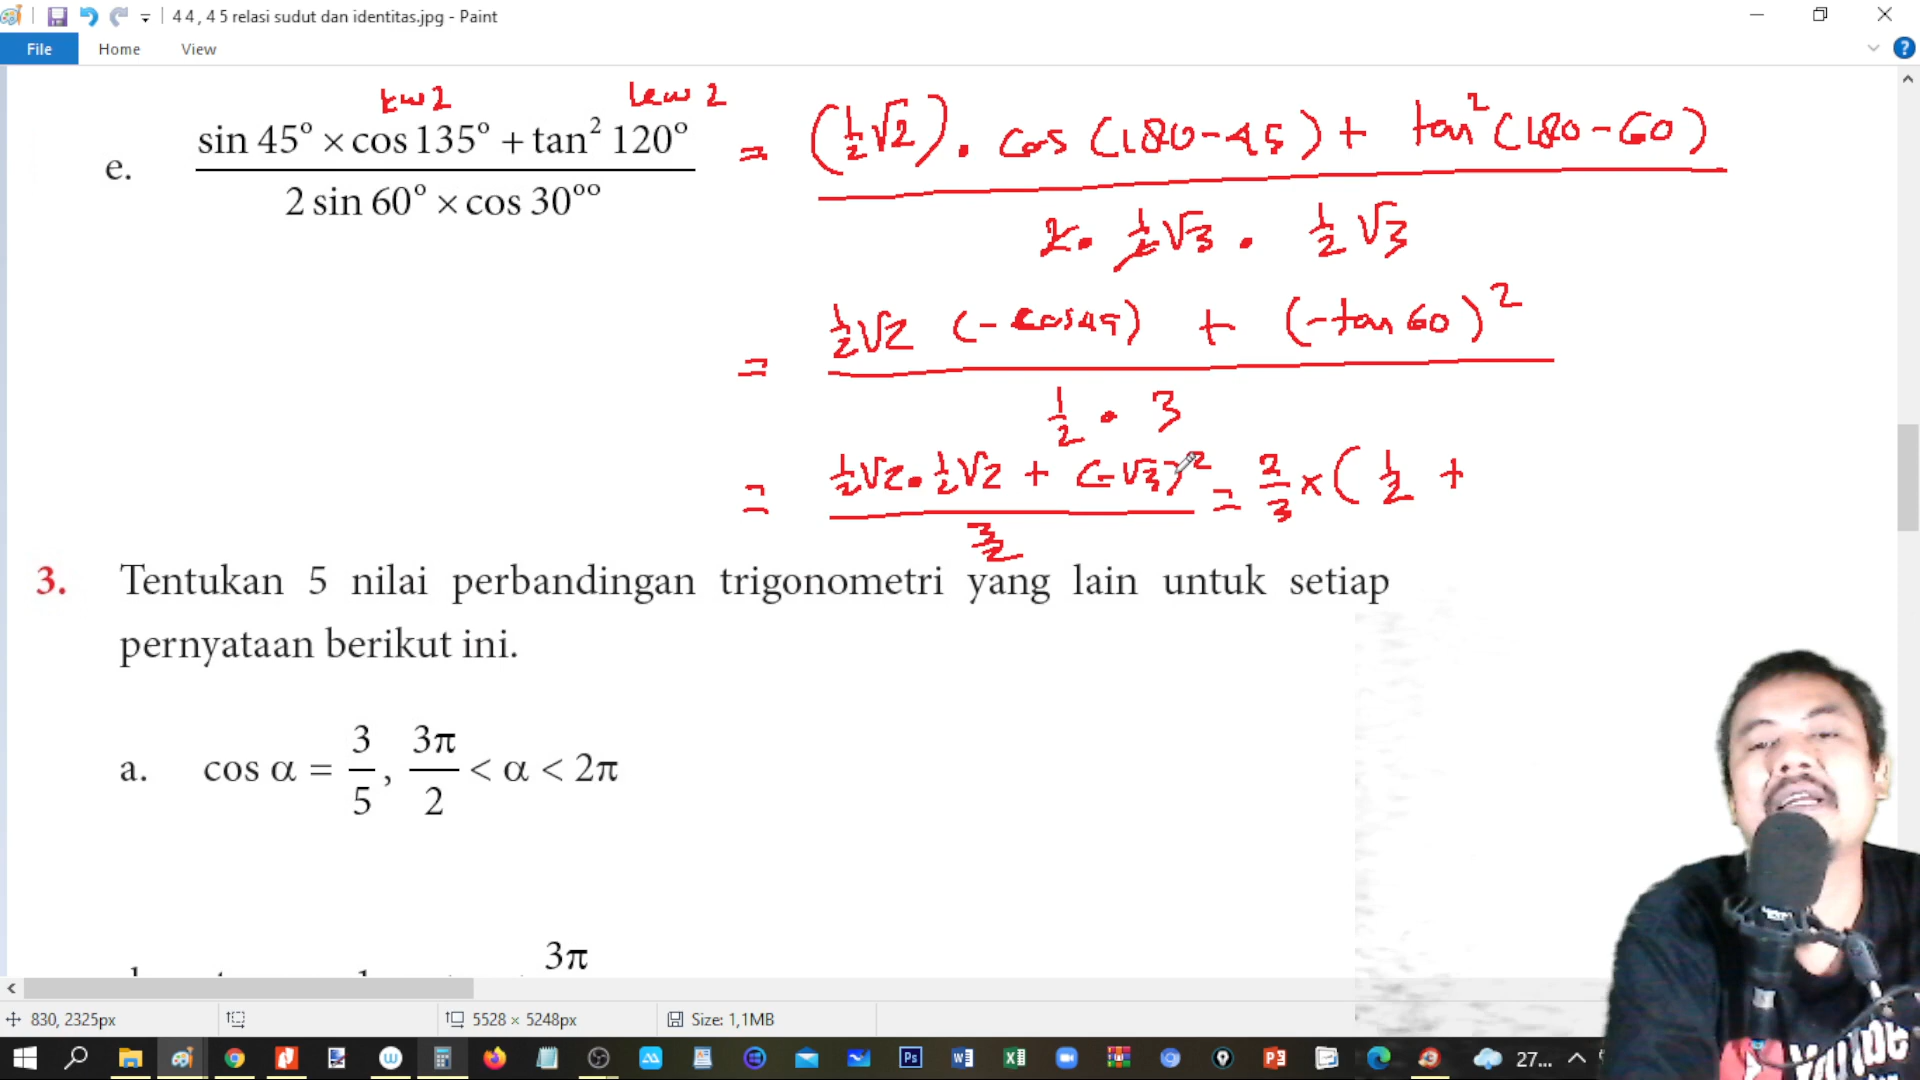 4 4 , 4 5 relasi sudut dan identitas.jpg - Paint
File Home View
kw 2 kw 2
e. (sin 45° × cos 135° + tan² 120°) / (2 sin 60° × cos 30°°) = ((½√2) . cos (180-45) + tan² (180-60)) / (2 . ½√3 . ½√3)
= (½√2 (-cos 45) + (-tan 60)²) / (½ . 3)
= (½√2 . ½√2 + (-√3)²) / (3/2) = 2/3 × ( ½ +
3. Tentukan 5 nilai perbandingan trigonometri yang lain untuk setiap
pernyataan berikut ini.
a. cos α = 3/5, 3π/2 < α < 2π
3π
830, 2325px 5528 × 5248px Size: 1,1MB
27...